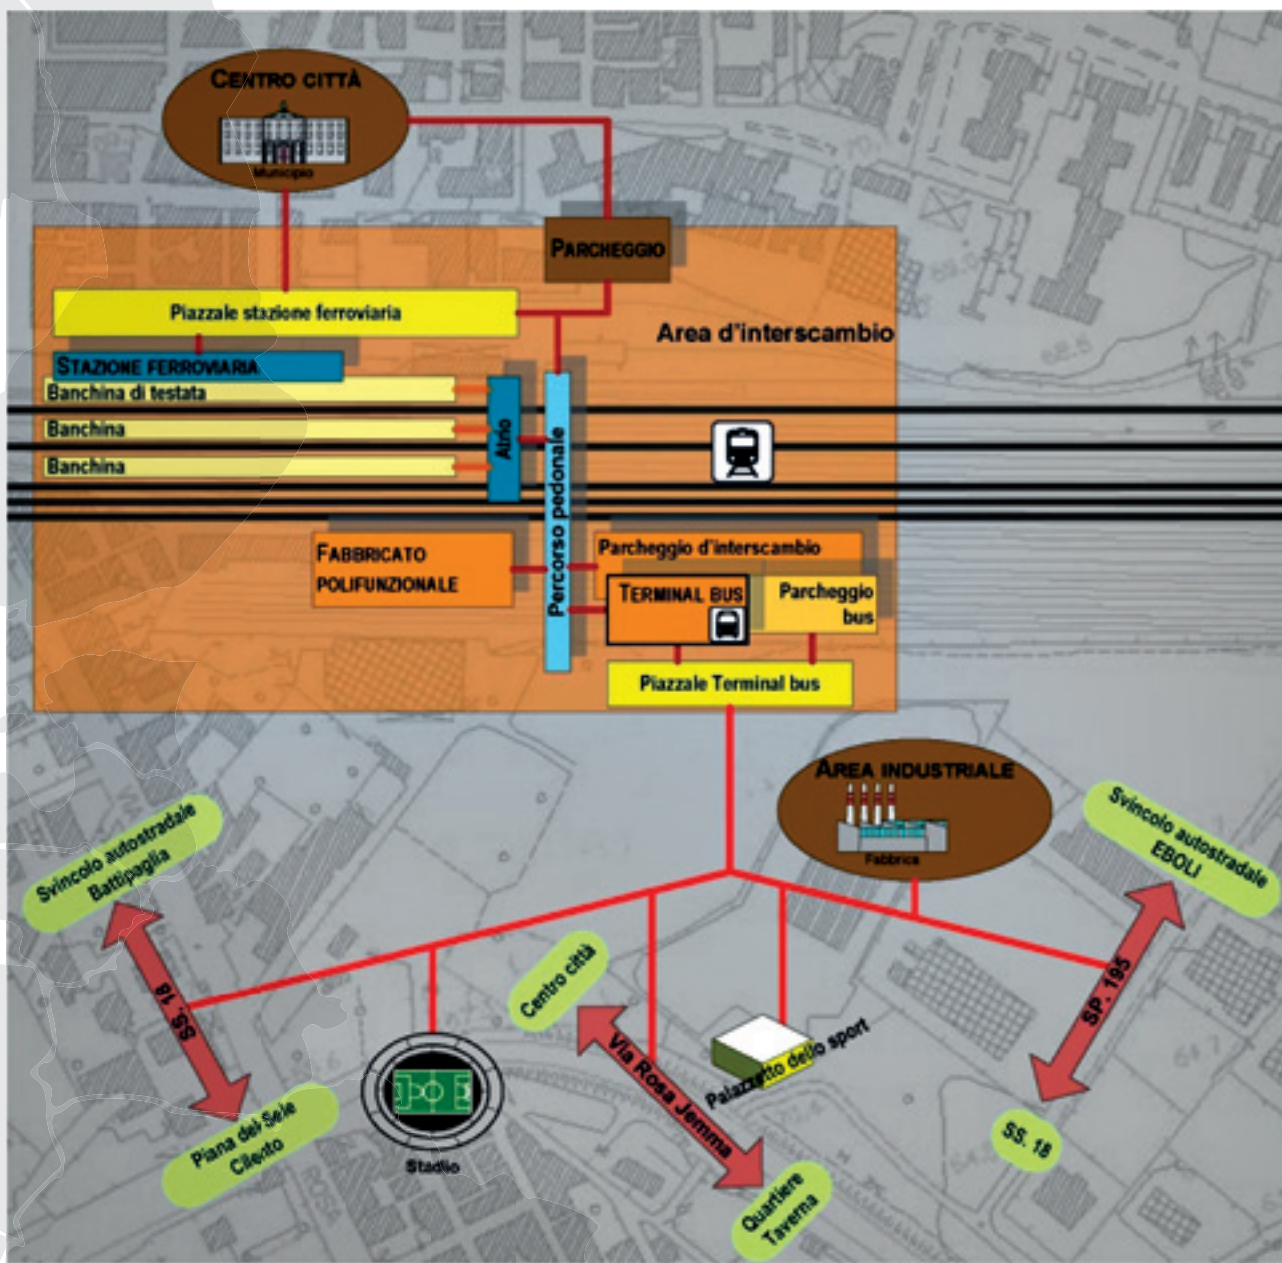 CENTRO CITTÀ
Municipio
PARCHEGGIO
Piazzale stazione ferroviaria
Area d'interscambio
STAZIONE FERROVIARIA
Banchina di testata
Banchina
Banchina
Atrio
Percorso pedonale
FABBRICATO
POLIFUNZIONALE
Parcheggio d'interscambio
TERMINAL BUS
Parcheggio
bus
Piazzale Terminal bus
AREA INDUSTRIALE
Fabbrica
Svincolo autostradale
Battipaglia
SS. 18
Piana del Sele
Cilento
Stadio
Centro città
Via Rosa Jemma
Quartiere
Taverna
Palazzetto dello sport
Svincolo autostradale
EBOLI
SP. 195
SS. 18